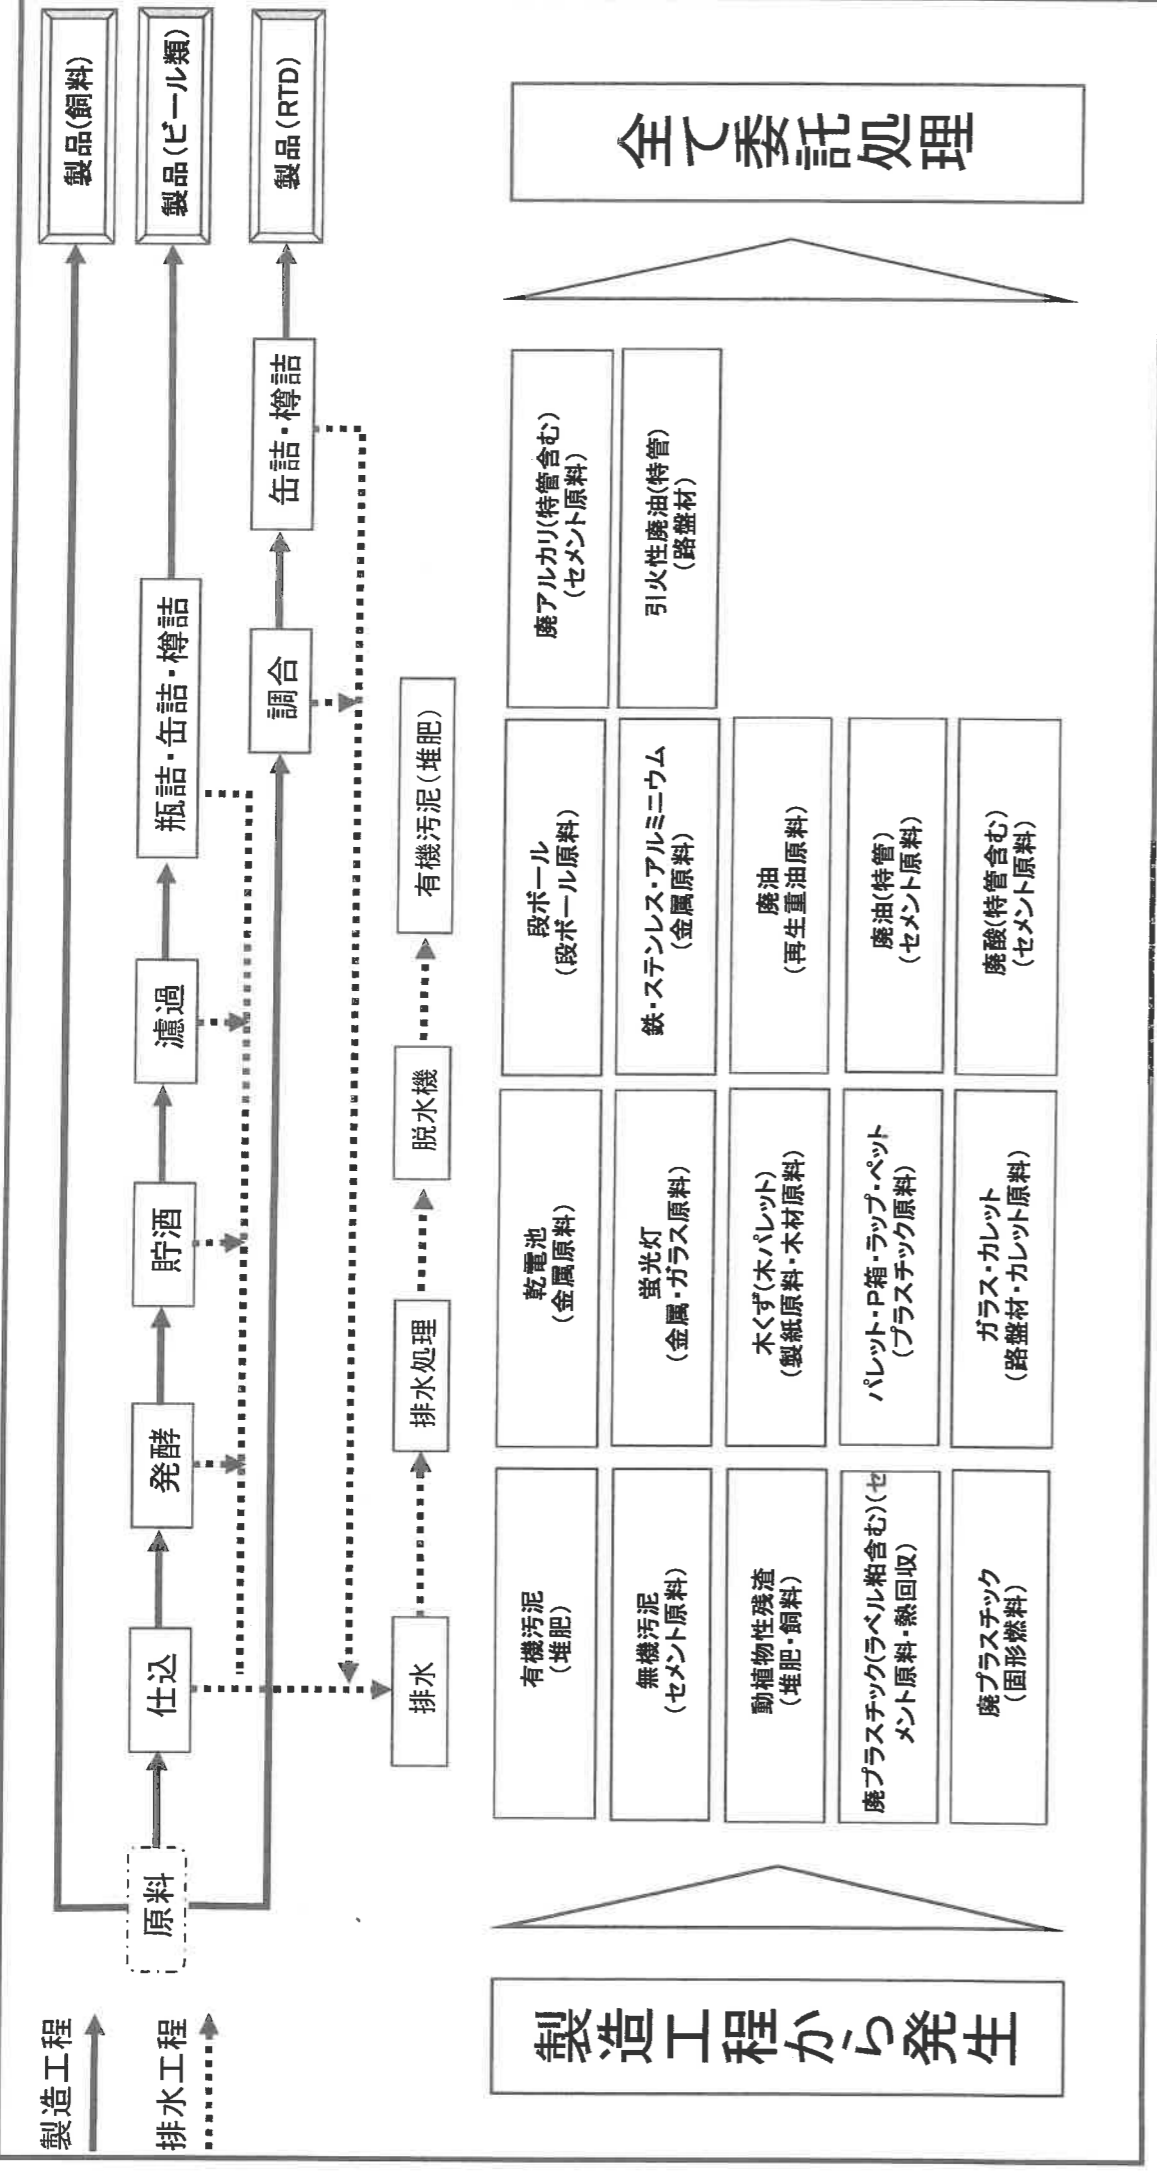 製造工程
排水工程
原料
仕込
発酵
貯酒
濾過
瓶詰・缶詰・樽詰
調合
缶詰・樽詰
製品(飼料)
製品(ビール類)
製品(RTD)
排水
排水処理
脱水機
有機汚泥(堆肥)
製造工程から発生
有機汚泥
(堆肥)
無機汚泥
(セメント原料)
動植物性残渣
(堆肥・飼料)
廃プラスチック(ラベル粕含む)(セ
メント原料・熱回収)
廃プラスチック
(固形燃料)
乾電池
(金属原料)
蛍光灯
(金属・ガラス原料)
木くず(木パレット)
(製紙原料・木材原料)
パレット・P箱・ラップ・ペット
(プラスチック原料)
ガラス・カレット
(路盤材・カレット原料)
段ボール
(段ボール原料)
鉄・ステンレス・アルミニウム
(金属原料)
廃油
(再生重油原料)
廃油(特管)
(セメント原料)
廃酸(特管含む)
(セメント原料)
廃アルカリ(特管含む)
(セメント原料)
引火性廃油(特管)
(路盤材)
全て委託処理